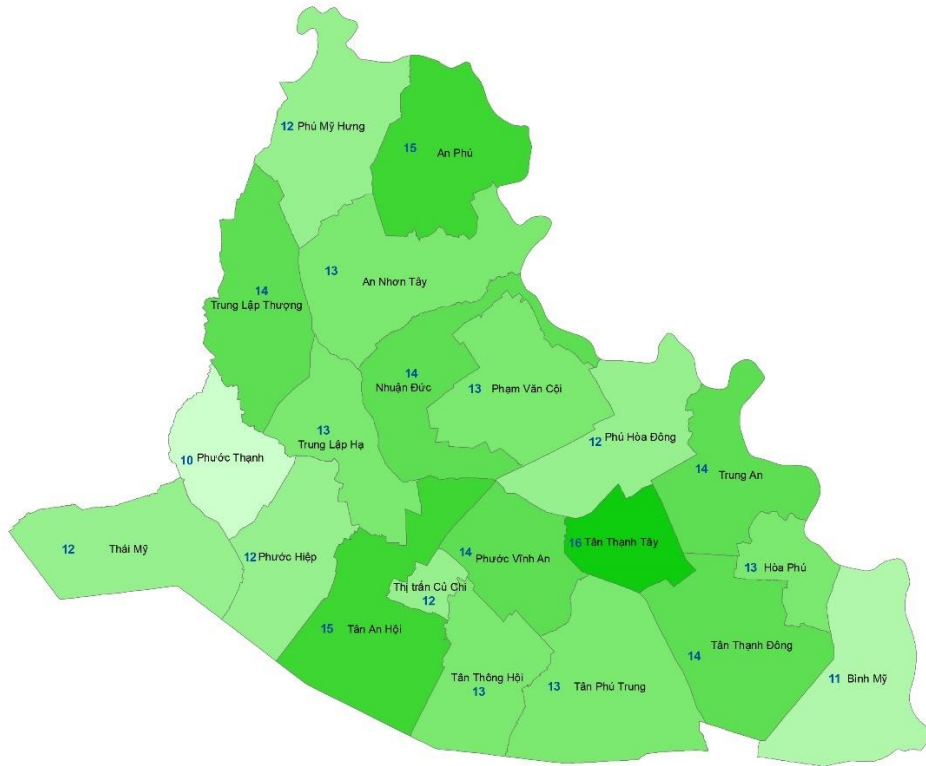 12 Phú Mỹ Hưng
15 An Phú
13
An Nhơn Tây
14
Trung Lập Thượng
14
Nhuận Đức
13 Phạm Văn Cội
13
Trung Lập Hạ
12 Phú Hòa Đông
10 Phước Thạnh
14 Trung An
12 Thái Mỹ
12 Phước Hiệp
14 Phước Vĩnh An
16 Tân Thạnh Tây
13 Hòa Phú
Thị trấn Củ Chi
12
15 Tân An Hội
14 Tân Thạnh Đông
Tân Thông Hội
13
13 Tân Phú Trung
11 Bình Mỹ